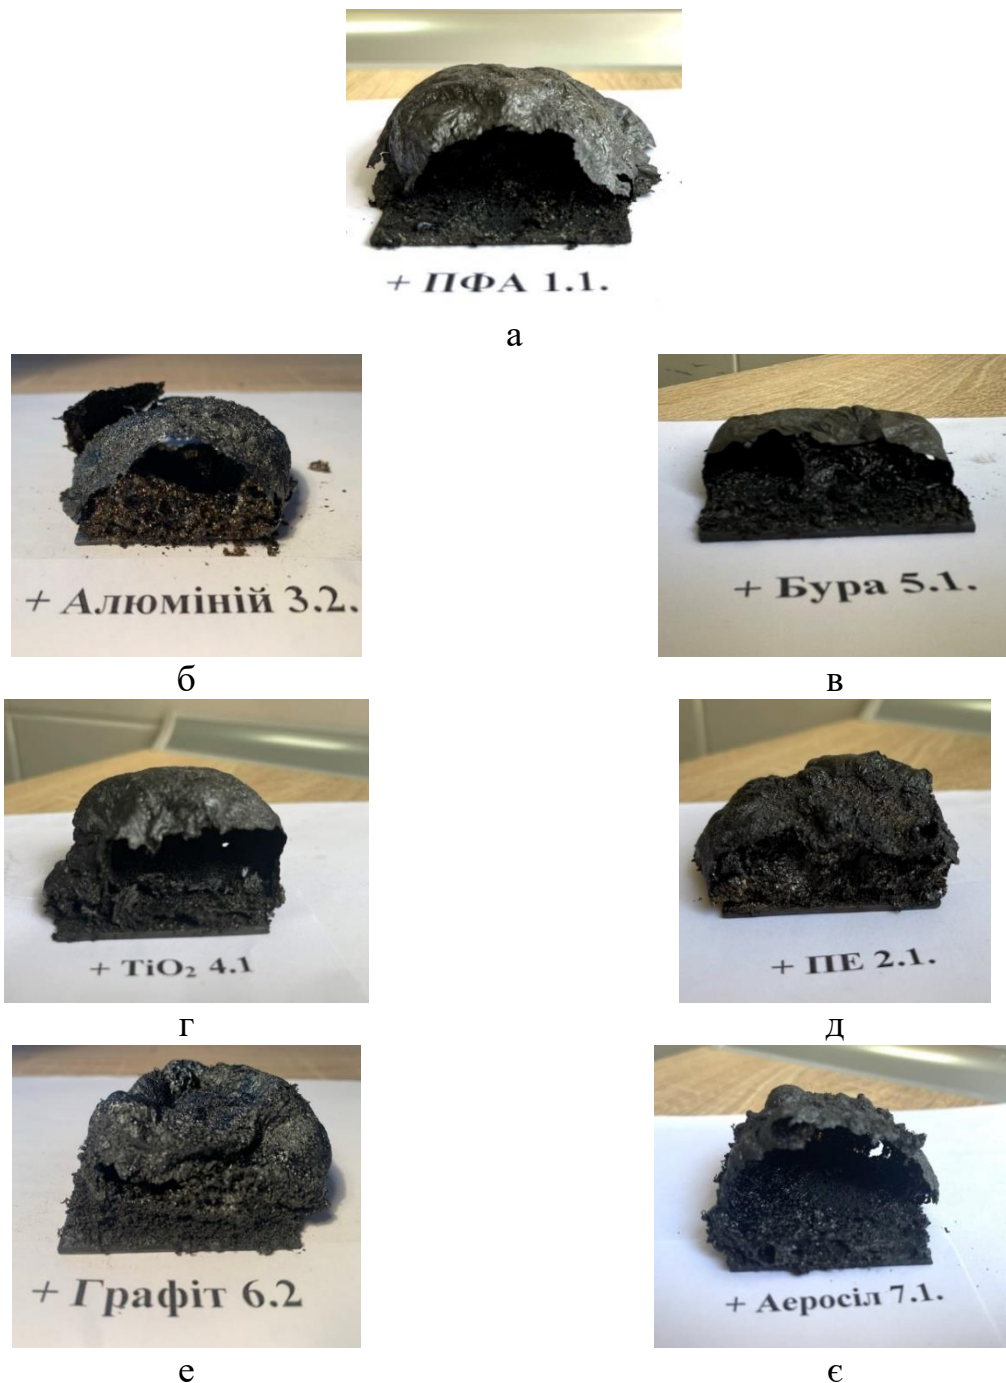 + ПФА 1.1.
а
+ Алюміній 3.2.
б
+ Бура 5.1.
в
+ TiO₂ 4.1
г
+ ПЕ 2.1.
д
+ Графіт 6.2
е
+ Аеросіл 7.1.
є